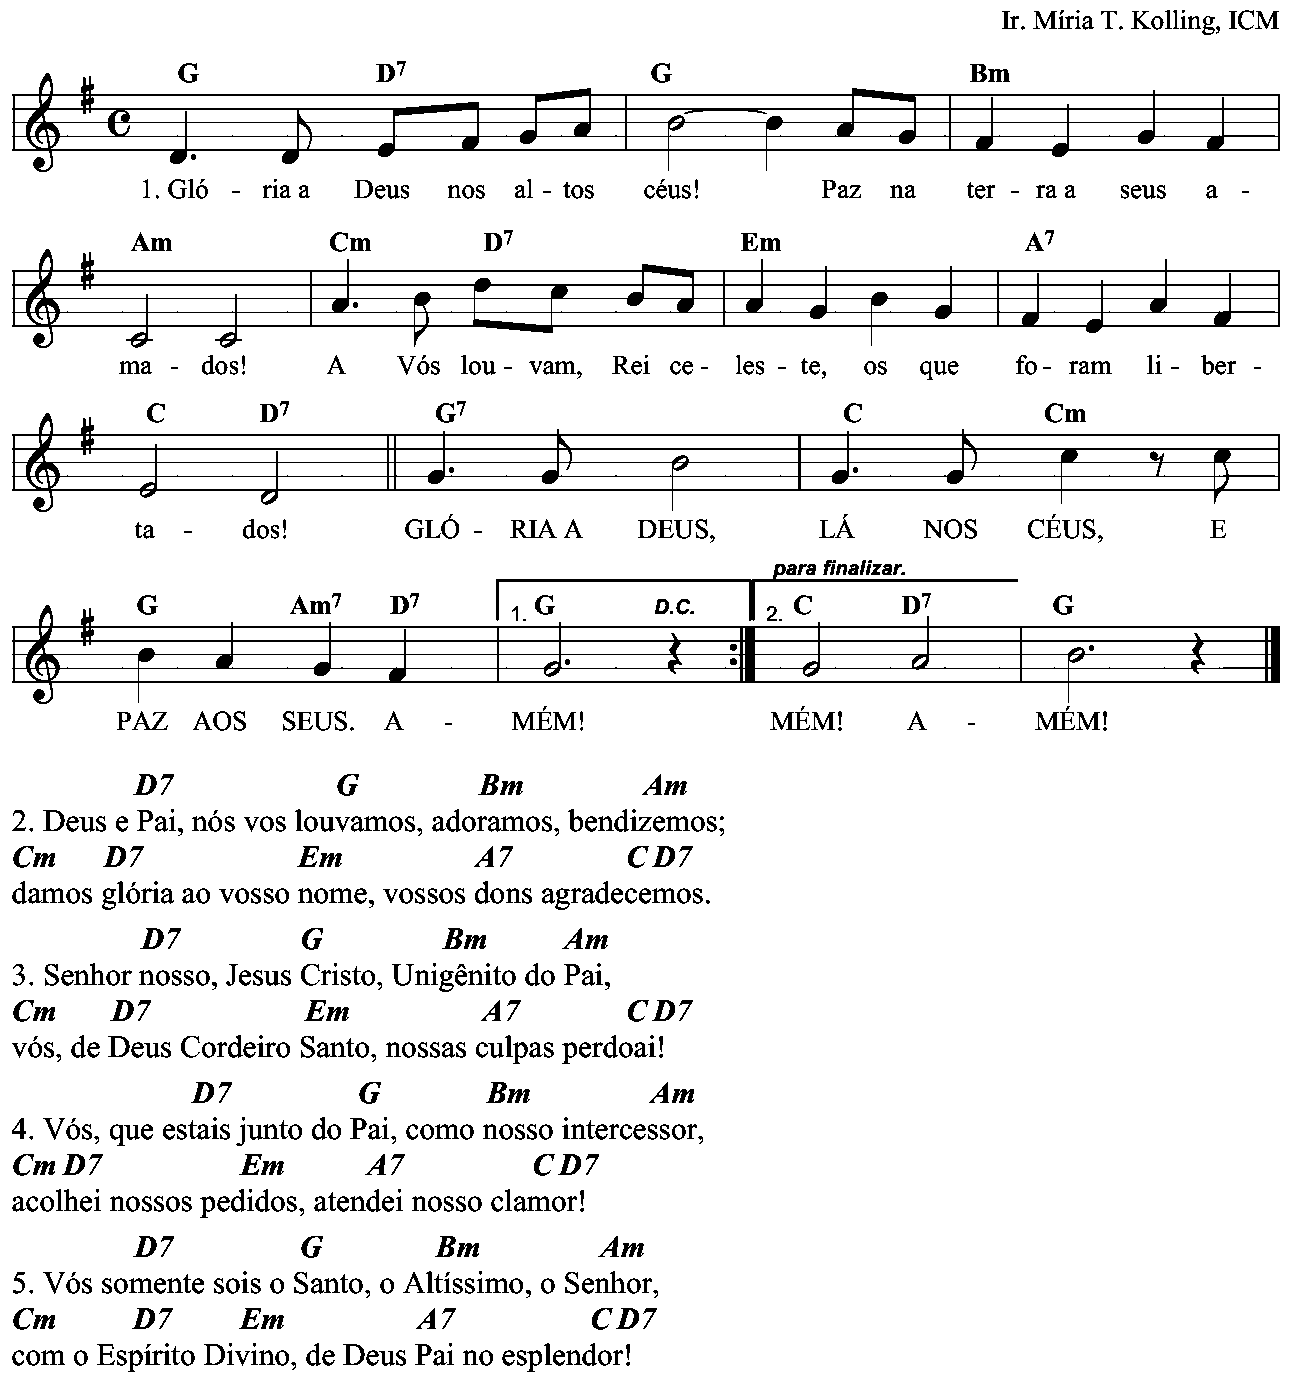 Ir. Míria T. Kolling, ICM
G D7 G Bm
1. Gló - ria a Deus nos al - tos céus! Paz na ter - ra a seus a -
Am Cm D7 Em A7
ma - dos! A Vós lou - vam, Rei ce - les - te, os que fo - ram li - ber -
C D7 G7 C Cm
ta - dos! GLÓ - RIA A DEUS, LÁ NOS CÉUS, E
para finalizar.
G Am7 D7 1. G D.C. 2. C D7 G
PAZ AOS SEUS. A - MÉM! MÉM! A - MÉM!
D7 G Bm Am
2. Deus e Pai, nós vos louvamos, adoramos, bendizemos;
Cm D7 Em A7 C D7
damos glória ao vosso nome, vossos dons agradecemos.
D7 G Bm Am
3. Senhor nosso, Jesus Cristo, Unigênito do Pai,
Cm D7 Em A7 C D7
vós, de Deus Cordeiro Santo, nossas culpas perdoai!
D7 G Bm Am
4. Vós, que estais junto do Pai, como nosso intercessor,
Cm D7 Em A7 C D7
acolhei nossos pedidos, atendei nosso clamor!
D7 G Bm Am
5. Vós somente sois o Santo, o Altíssimo, o Senhor,
Cm D7 Em A7 C D7
com o Espírito Divino, de Deus Pai no esplendor!